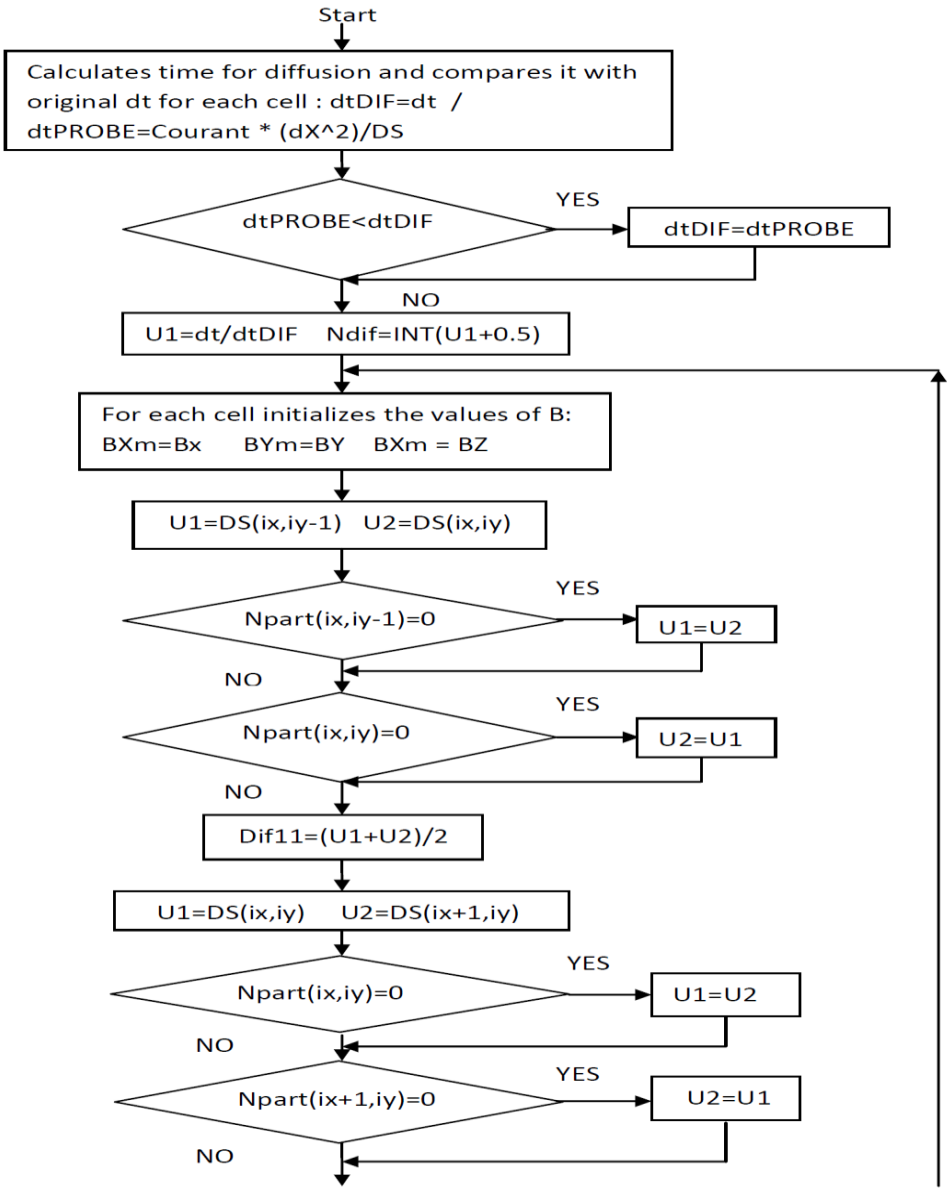 Start
Calculates time for diffusion and compares it with
original dt for each cell : dtDIF=dt /
dtPROBE=Courant * (dX^2)/DS
dtPROBE<dtDIF
YES
dtDIF=dtPROBE
NO
U1=dt/dtDIF Ndif=INT(U1+0.5)
For each cell initializes the values of B:
BXm=Bx BYm=BY BXm = BZ
U1=DS(ix,iy-1) U2=DS(ix,iy)
Npart(ix,iy-1)=0
YES
U1=U2
NO
Npart(ix,iy)=0
YES
U2=U1
NO
Dif11=(U1+U2)/2
U1=DS(ix,iy) U2=DS(ix+1,iy)
Npart(ix,iy)=0
YES
U1=U2
NO
Npart(ix+1,iy)=0
YES
U2=U1
NO